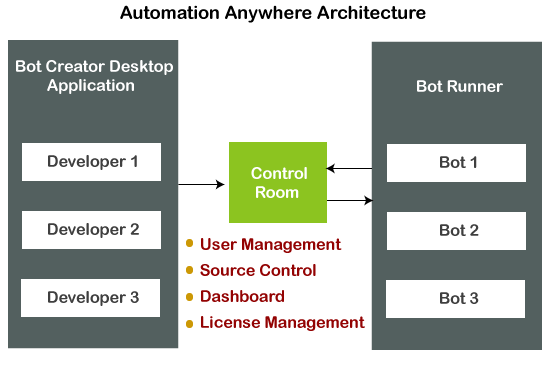 Automation Anywhere Architecture
Bot Creator Desktop
Application
Developer 1
Developer 2
Developer 3
Control
Room
User Management
Source Control
Dashboard
License Management
Bot Runner
Bot 1
Bot 2
Bot 3